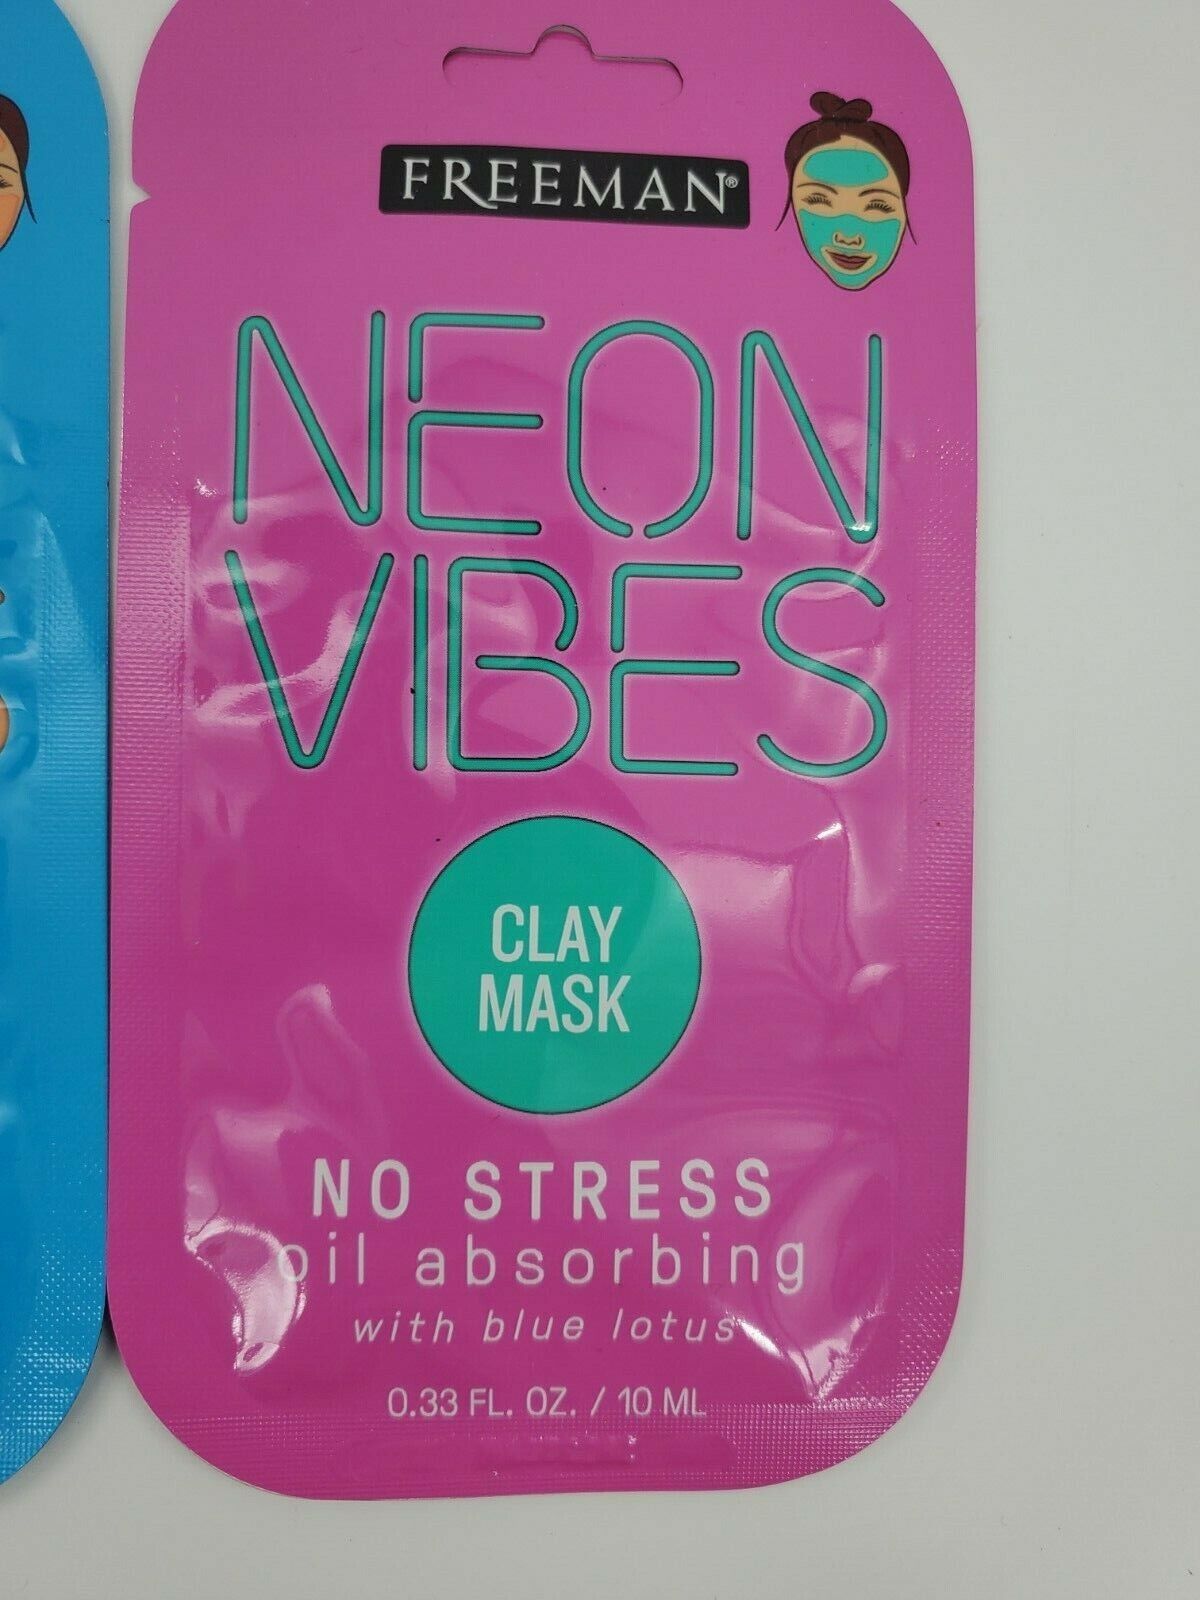 FREEMAN®
NEON
VIBES
CLAY
MASK
NO STRESS
oil absorbing
with blue lotus
0.33 FL. OZ. / 10 ML